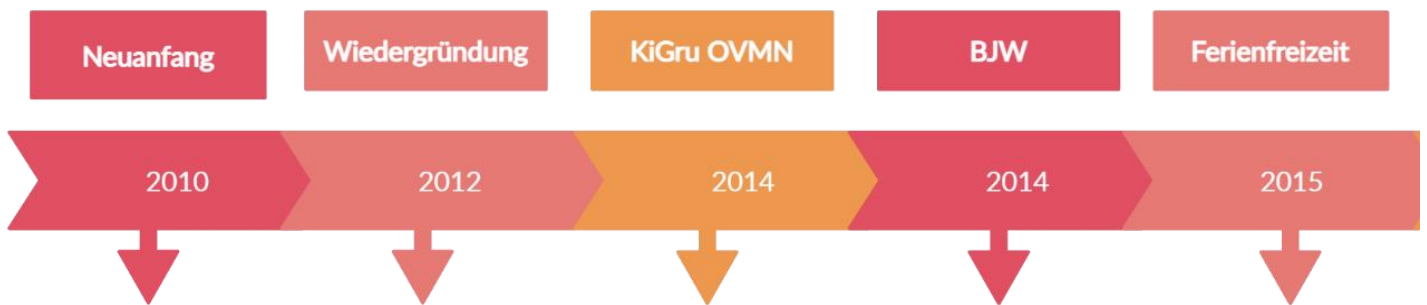 Neuanfang
Wiedergründung
KiGru OVMN
BJW
Ferienfreizeit
2010
2012
2014
2014
2015